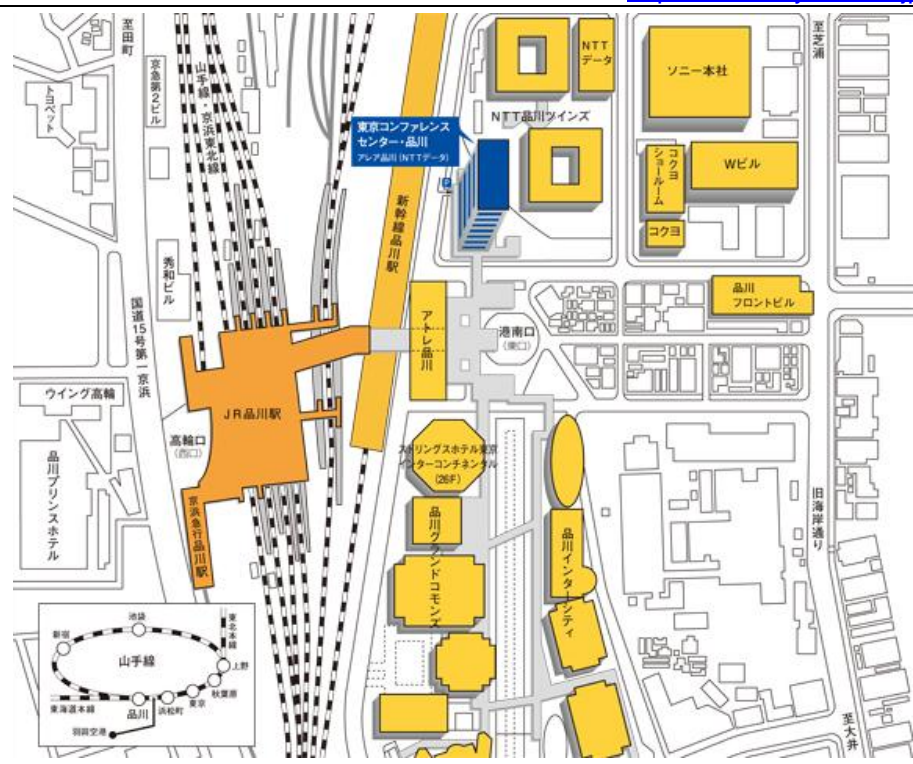 至田町
京急第2ビル
トヨペット
山手線・京浜東北線
NTT
データ
ソニー本社
至芝浦
NTT品川ツインズ
東京コンファレンス
センター・品川
アレア品川(NTTデータ)
P
コクヨ
ショールーム
Wビル
コクヨ
新幹線品川駅
秀和ビル
国道15号第一京浜
アトレ品川
港南口
(東口)
品川
フロントビル
ウイング高輪
JR品川駅
高輪口
(西口)
品川プリンスホテル
京浜急行品川駅
ストリングスホテル東京
インターコンチネンタル
(26F)
品川グランドコモンズ
品川インターシティ
旧海岸通り
至大井
池袋
新宿
東北本線
山手線
上野
秋葉原
東京
浜松町
品川
東海道本線
羽田空港